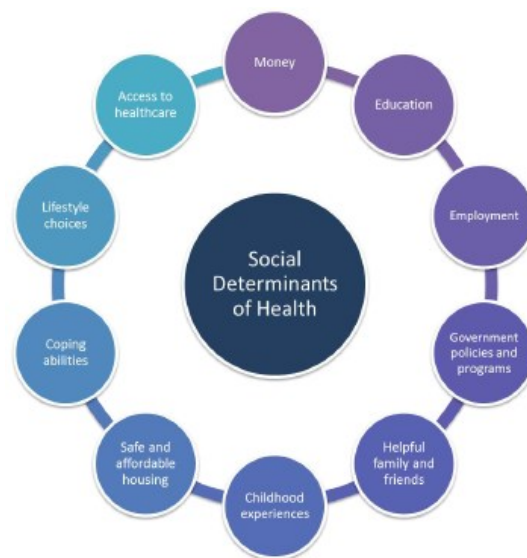 Money
Education
Employment
Government
policies and
programs
Helpful
family and
friends
Childhood
experiences
Safe and
affordable
housing
Coping
abilities
Lifestyle
choices
Access to
healthcare
Social
Determinants
of Health